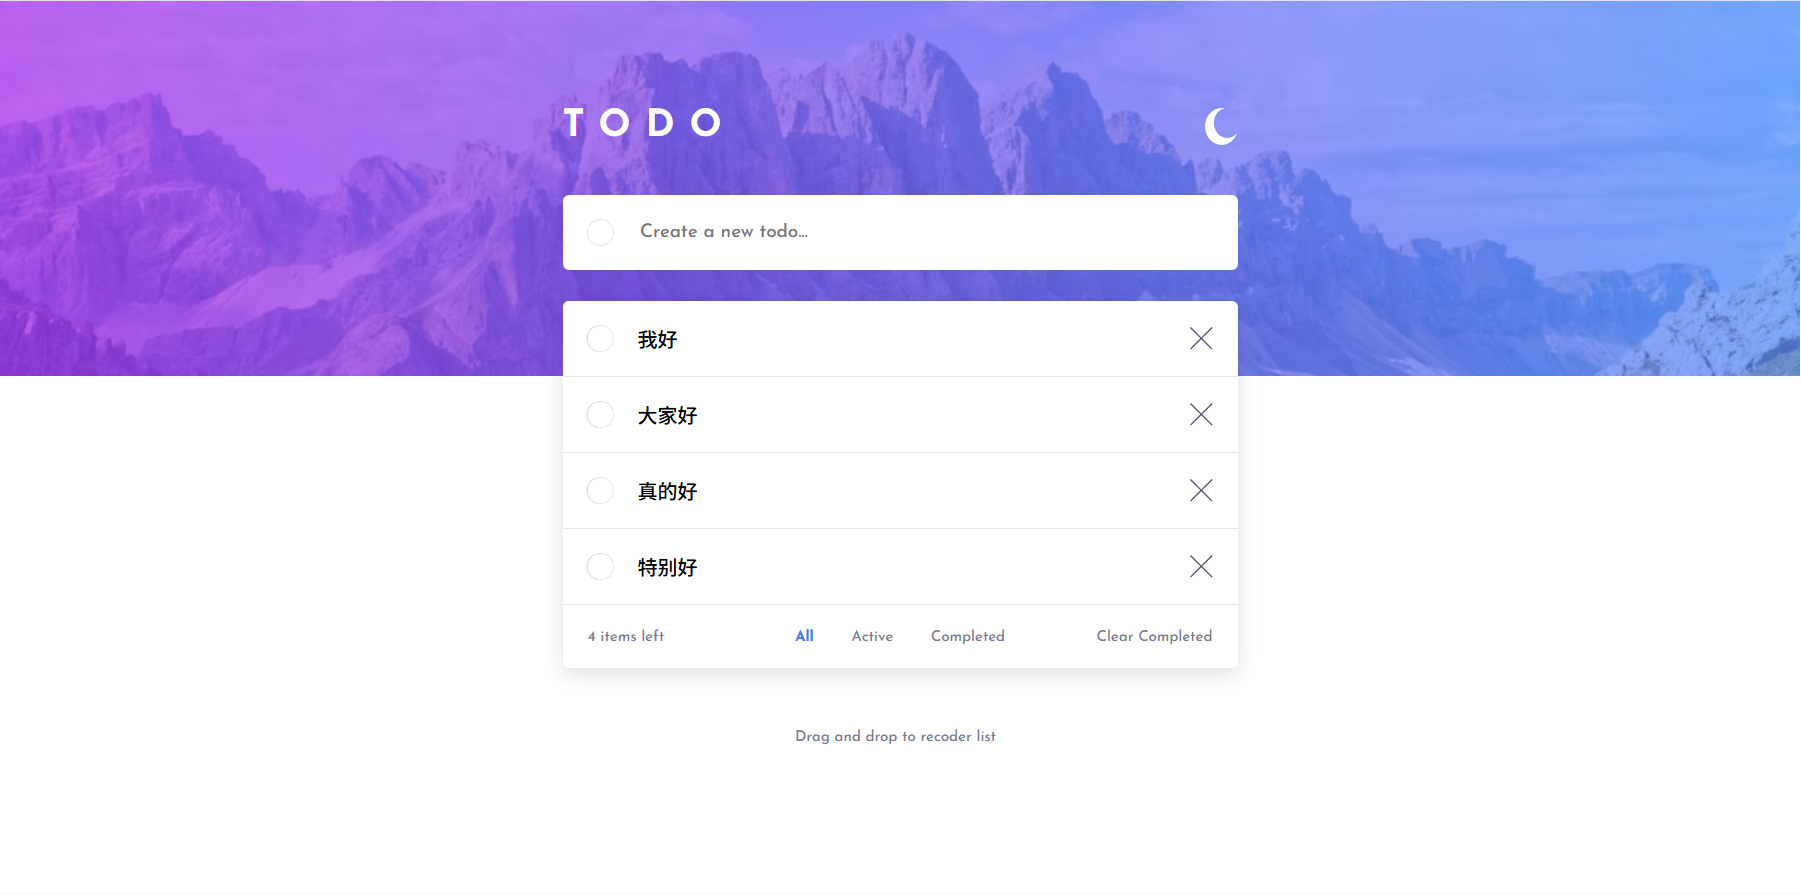 TODO
Create a new todo...
我好
大家好
真的好
特别好
4 items left All Active Completed Clear Completed
Drag and drop to recoder list